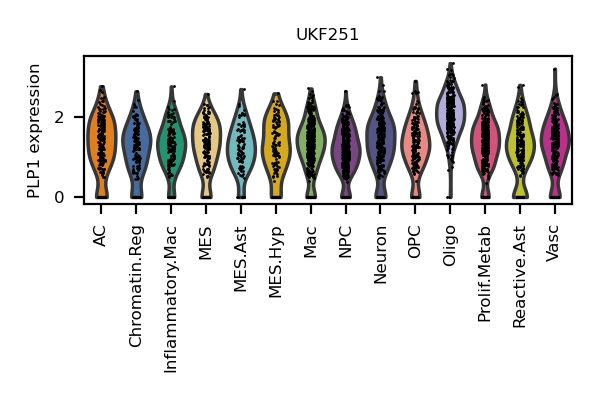 UKF251
PLP1 expression
2
0
AC
Chromatin.Reg
Inflammatory.Mac
MES
MES.Ast
MES.Hyp
Mac
NPC
Neuron
OPC
Oligo
Prolif.Metab
Reactive.Ast
Vasc